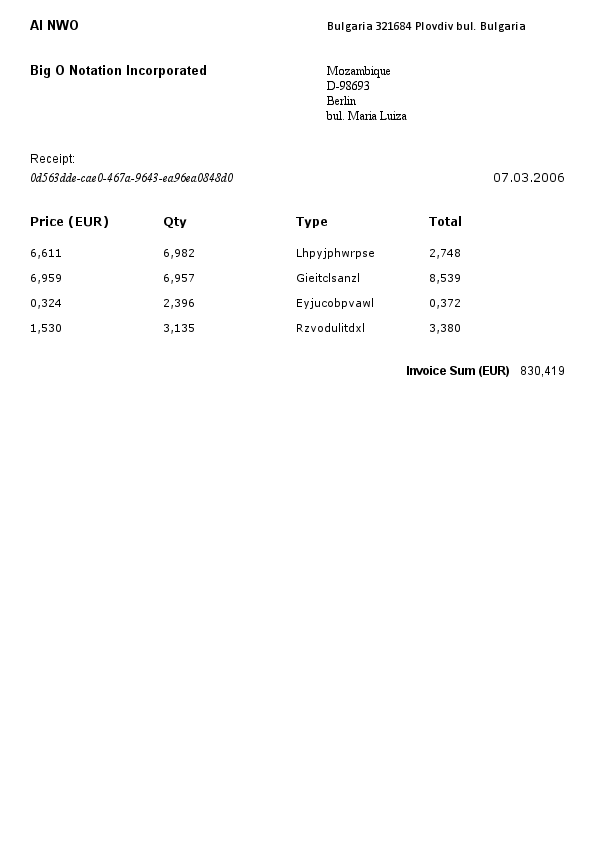 AI NWO
Bulgaria 321684 Plovdiv bul. Bulgaria
Big O Notation Incorporated
Mozambique
D-98693
Berlin
bul. Maria Luiza
Receipt:
0d563dde-cae0-467a-9643-ea96ea0848d0
07.03.2006
Price (EUR) Qty Type Total
6,611 6,982 Lhpyjphwrpse 2,748
6,959 6,957 Gieitclsanzl 8,539
0,324 2,396 Eyjucobpvawl 0,372
1,530 3,135 Rzvodulitdxl 3,380
Invoice Sum (EUR) 830,419